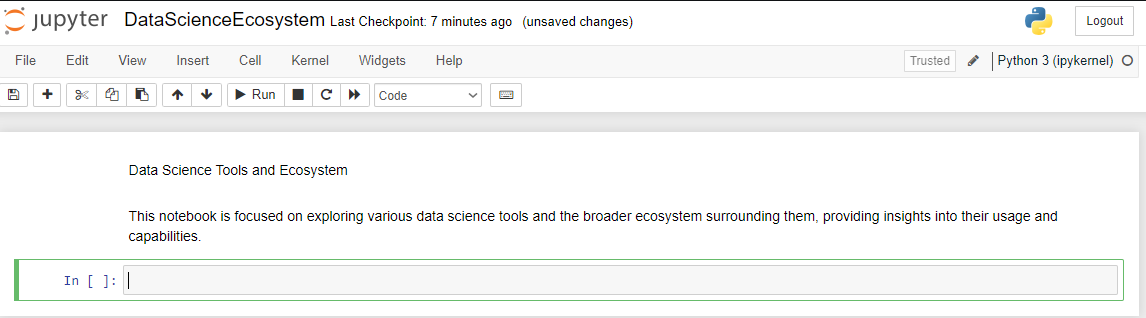 jupyter DataScienceEcosystem Last Checkpoint: 7 minutes ago (unsaved changes) Logout
File Edit View Insert Cell Kernel Widgets Help Trusted Python 3 (ipykernel)
Run Code
Data Science Tools and Ecosystem
This notebook is focused on exploring various data science tools and the broader ecosystem surrounding them, providing insights into their usage and
capabilities.
In [ ]: